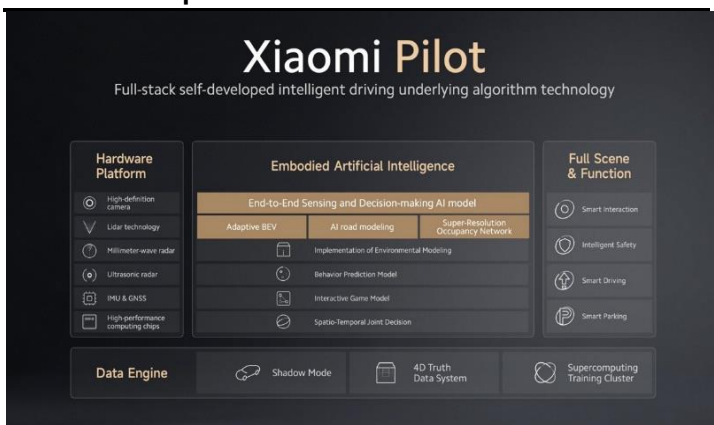 Xiaomi Pilot
Full-stack self-developed intelligent driving underlying algorithm technology
Hardware
Platform
High-definition
camera
Lidar technology
Millimeter-wave radar
Ultrasonic radar
IMU & GNSS
High-performance
computing chips
Embodied Artificial Intelligence
End-to-End Sensing and Decision-making AI model
Adaptive BEV
AI road modeling
Super-Resolution
Occupancy Network
Implementation of Environmental Modeling
Behavior Prediction Model
Interactive Game Model
Spatio-Temporal Joint Decision
Full Scene
& Function
Smart Interaction
Intelligent Safety
Smart Driving
Smart Parking
Data Engine
Shadow Mode
4D Truth
Data System
Supercomputing
Training Cluster